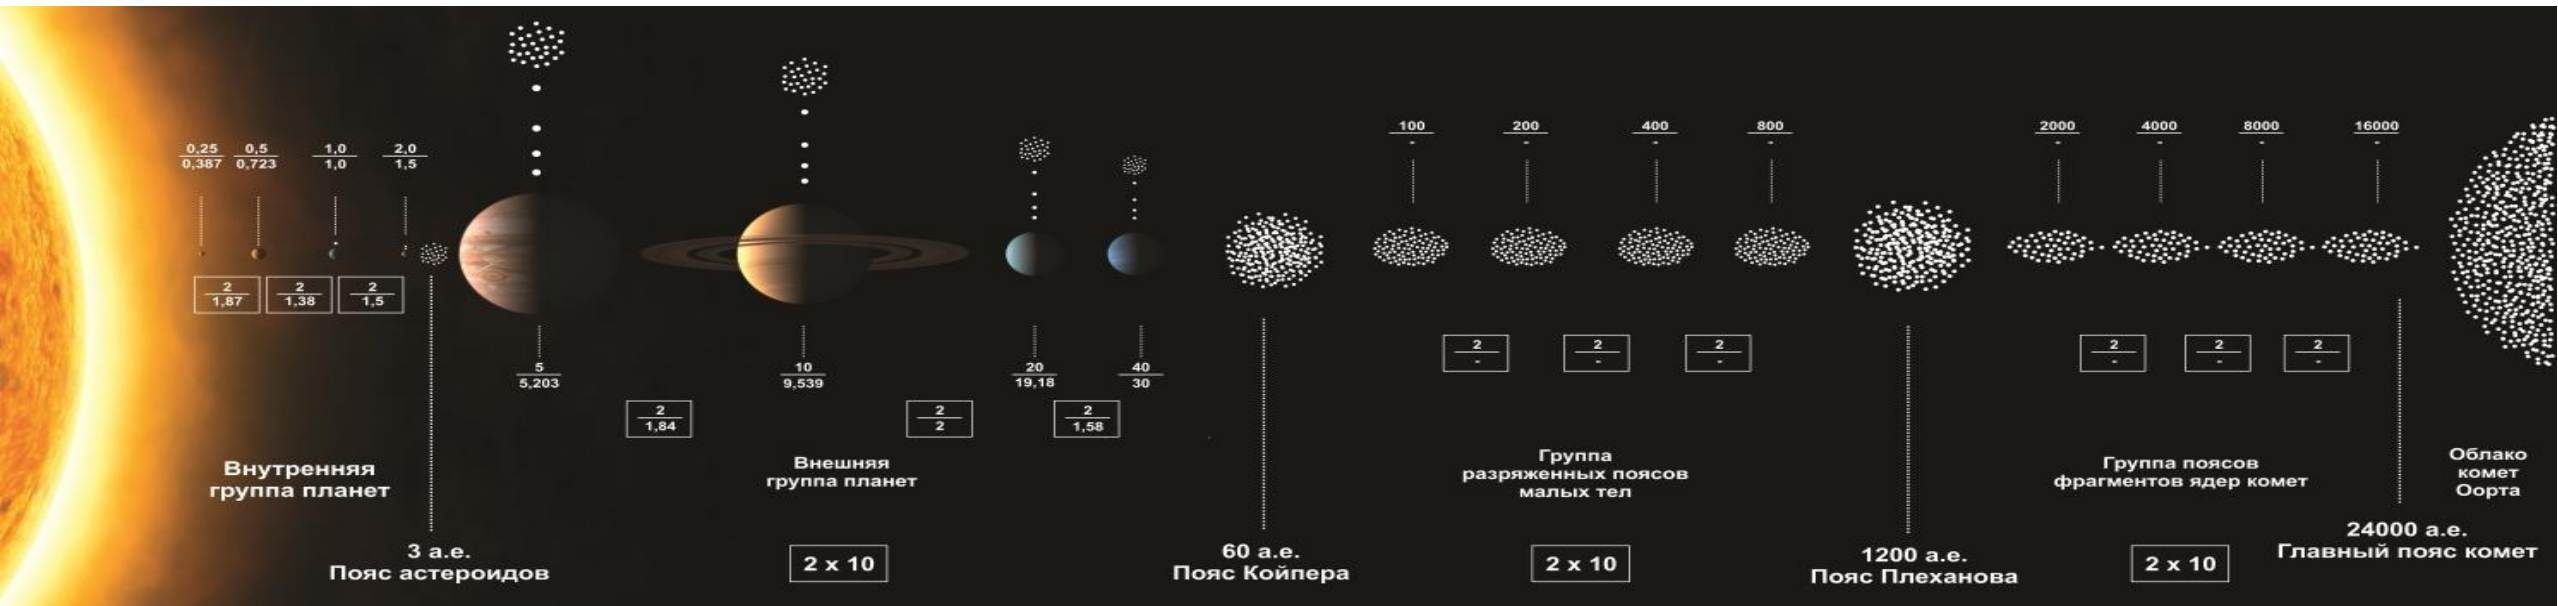 0,25
0,387
0,5
0,723
1,0
1,0
2,0
1,5
2
1,87
2
1,38
2
1,5
5
5,203
10
9,539
20
19,18
40
30
2
1,84
2
2
2
1,58
100
-
200
-
400
-
800
-
2
-
2
-
2
-
2000
-
4000
-
8000
-
16000
-
2
-
2
-
2
-
Внутренняя
группа планет
Внешняя
группа планет
Группа
разряженных поясов
малых тел
Группа поясов
фрагментов ядер комет
Облако
комет
Оорта
3 а.е.
Пояс астероидов
2 x 10
60 а.е.
Пояс Койпера
2 x 10
1200 а.е.
Пояс Плеханова
2 x 10
24000 а.е.
Главный пояс комет